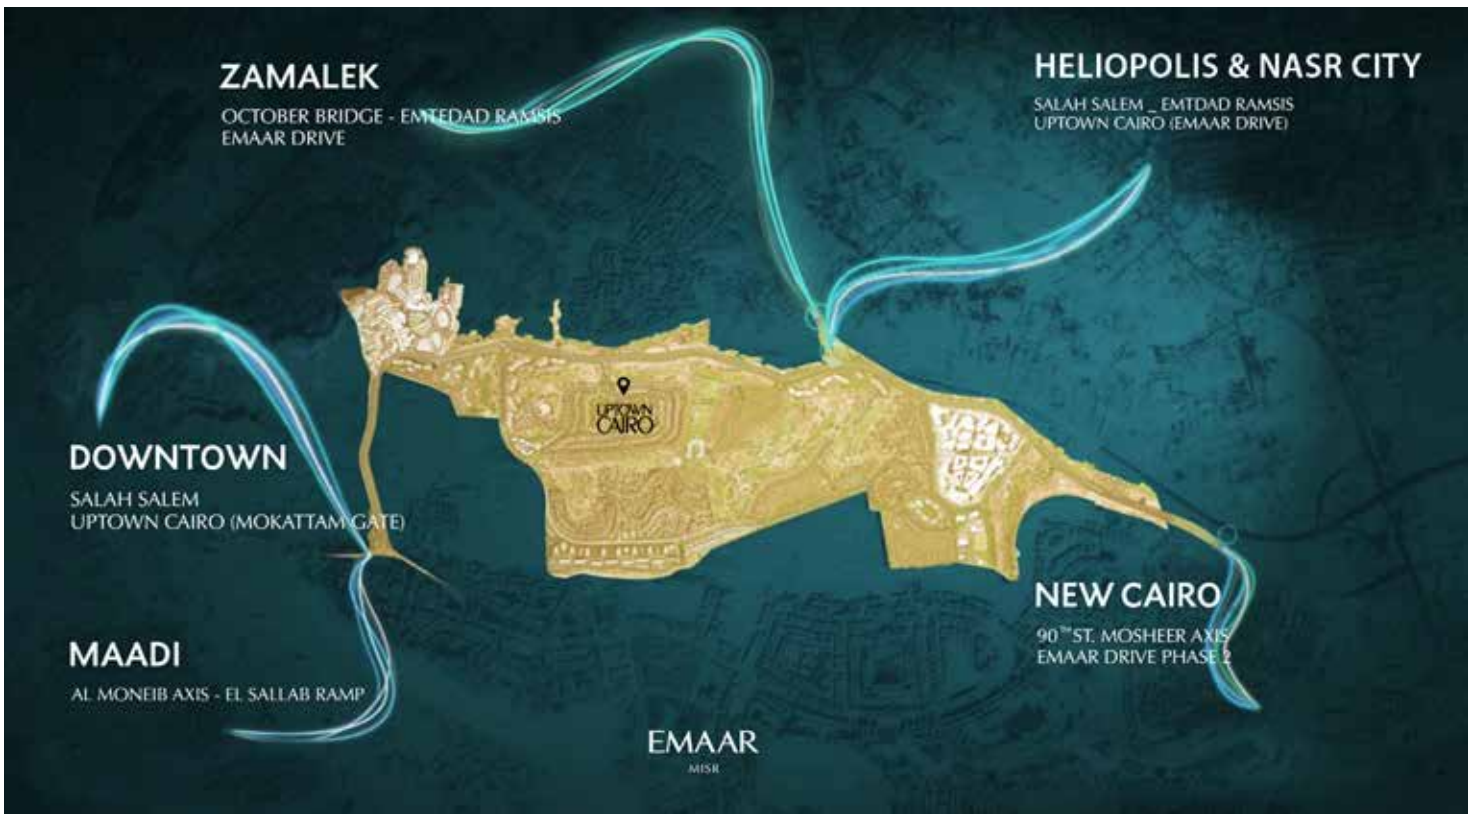 ZAMALEK
OCTOBER BRIDGE - EMTEDAD RAMSIS
EMAAR DRIVE
HELIOPOLIS & NASR CITY
SALAH SALEM _ EMTDAD RAMSIS
UPTOWN CAIRO (EMAAR DRIVE)
UPTOWN
CAIRO
DOWNTOWN
SALAH SALEM
UPTOWN CAIRO (MOKATTAM GATE)
MAADI
AL MONEIB AXIS - EL SALLAB RAMP
NEW CAIRO
90™ ST. MOSHEER AXIS
EMAAR DRIVE PHASE 2
EMAAR
MISR